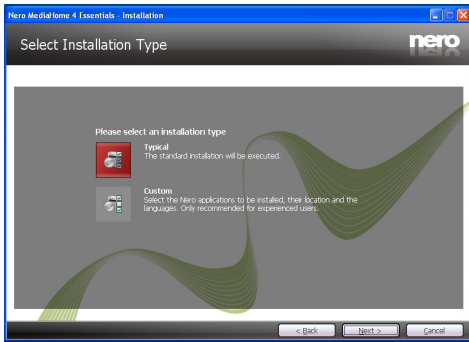 Nero MediaHome 4 Essentials - Installation
Select Installation Type
nero
Please select an installation type
Typical
The standard installation will be executed.
Custom
Select the Nero applications to be installed, their location and the
languages. Only recommended for experienced users.
< Back
Next >
Cancel